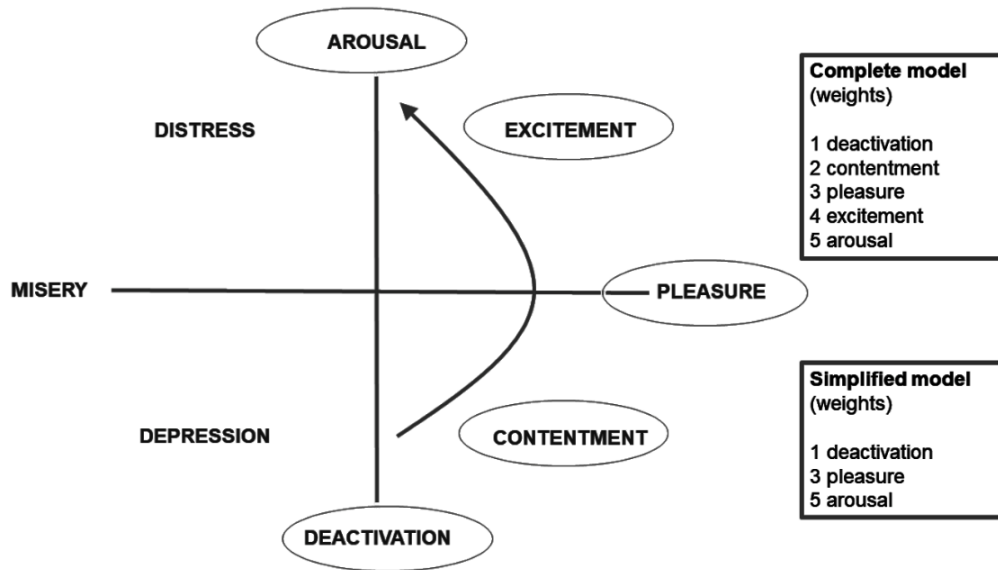 AROUSAL
DISTRESS
EXCITEMENT
MISERY
PLEASURE
DEPRESSION
CONTENTMENT
DEACTIVATION
Complete model
(weights)
1 deactivation
2 contentment
3 pleasure
4 excitement
5 arousal
Simplified model
(weights)
1 deactivation
3 pleasure
5 arousal